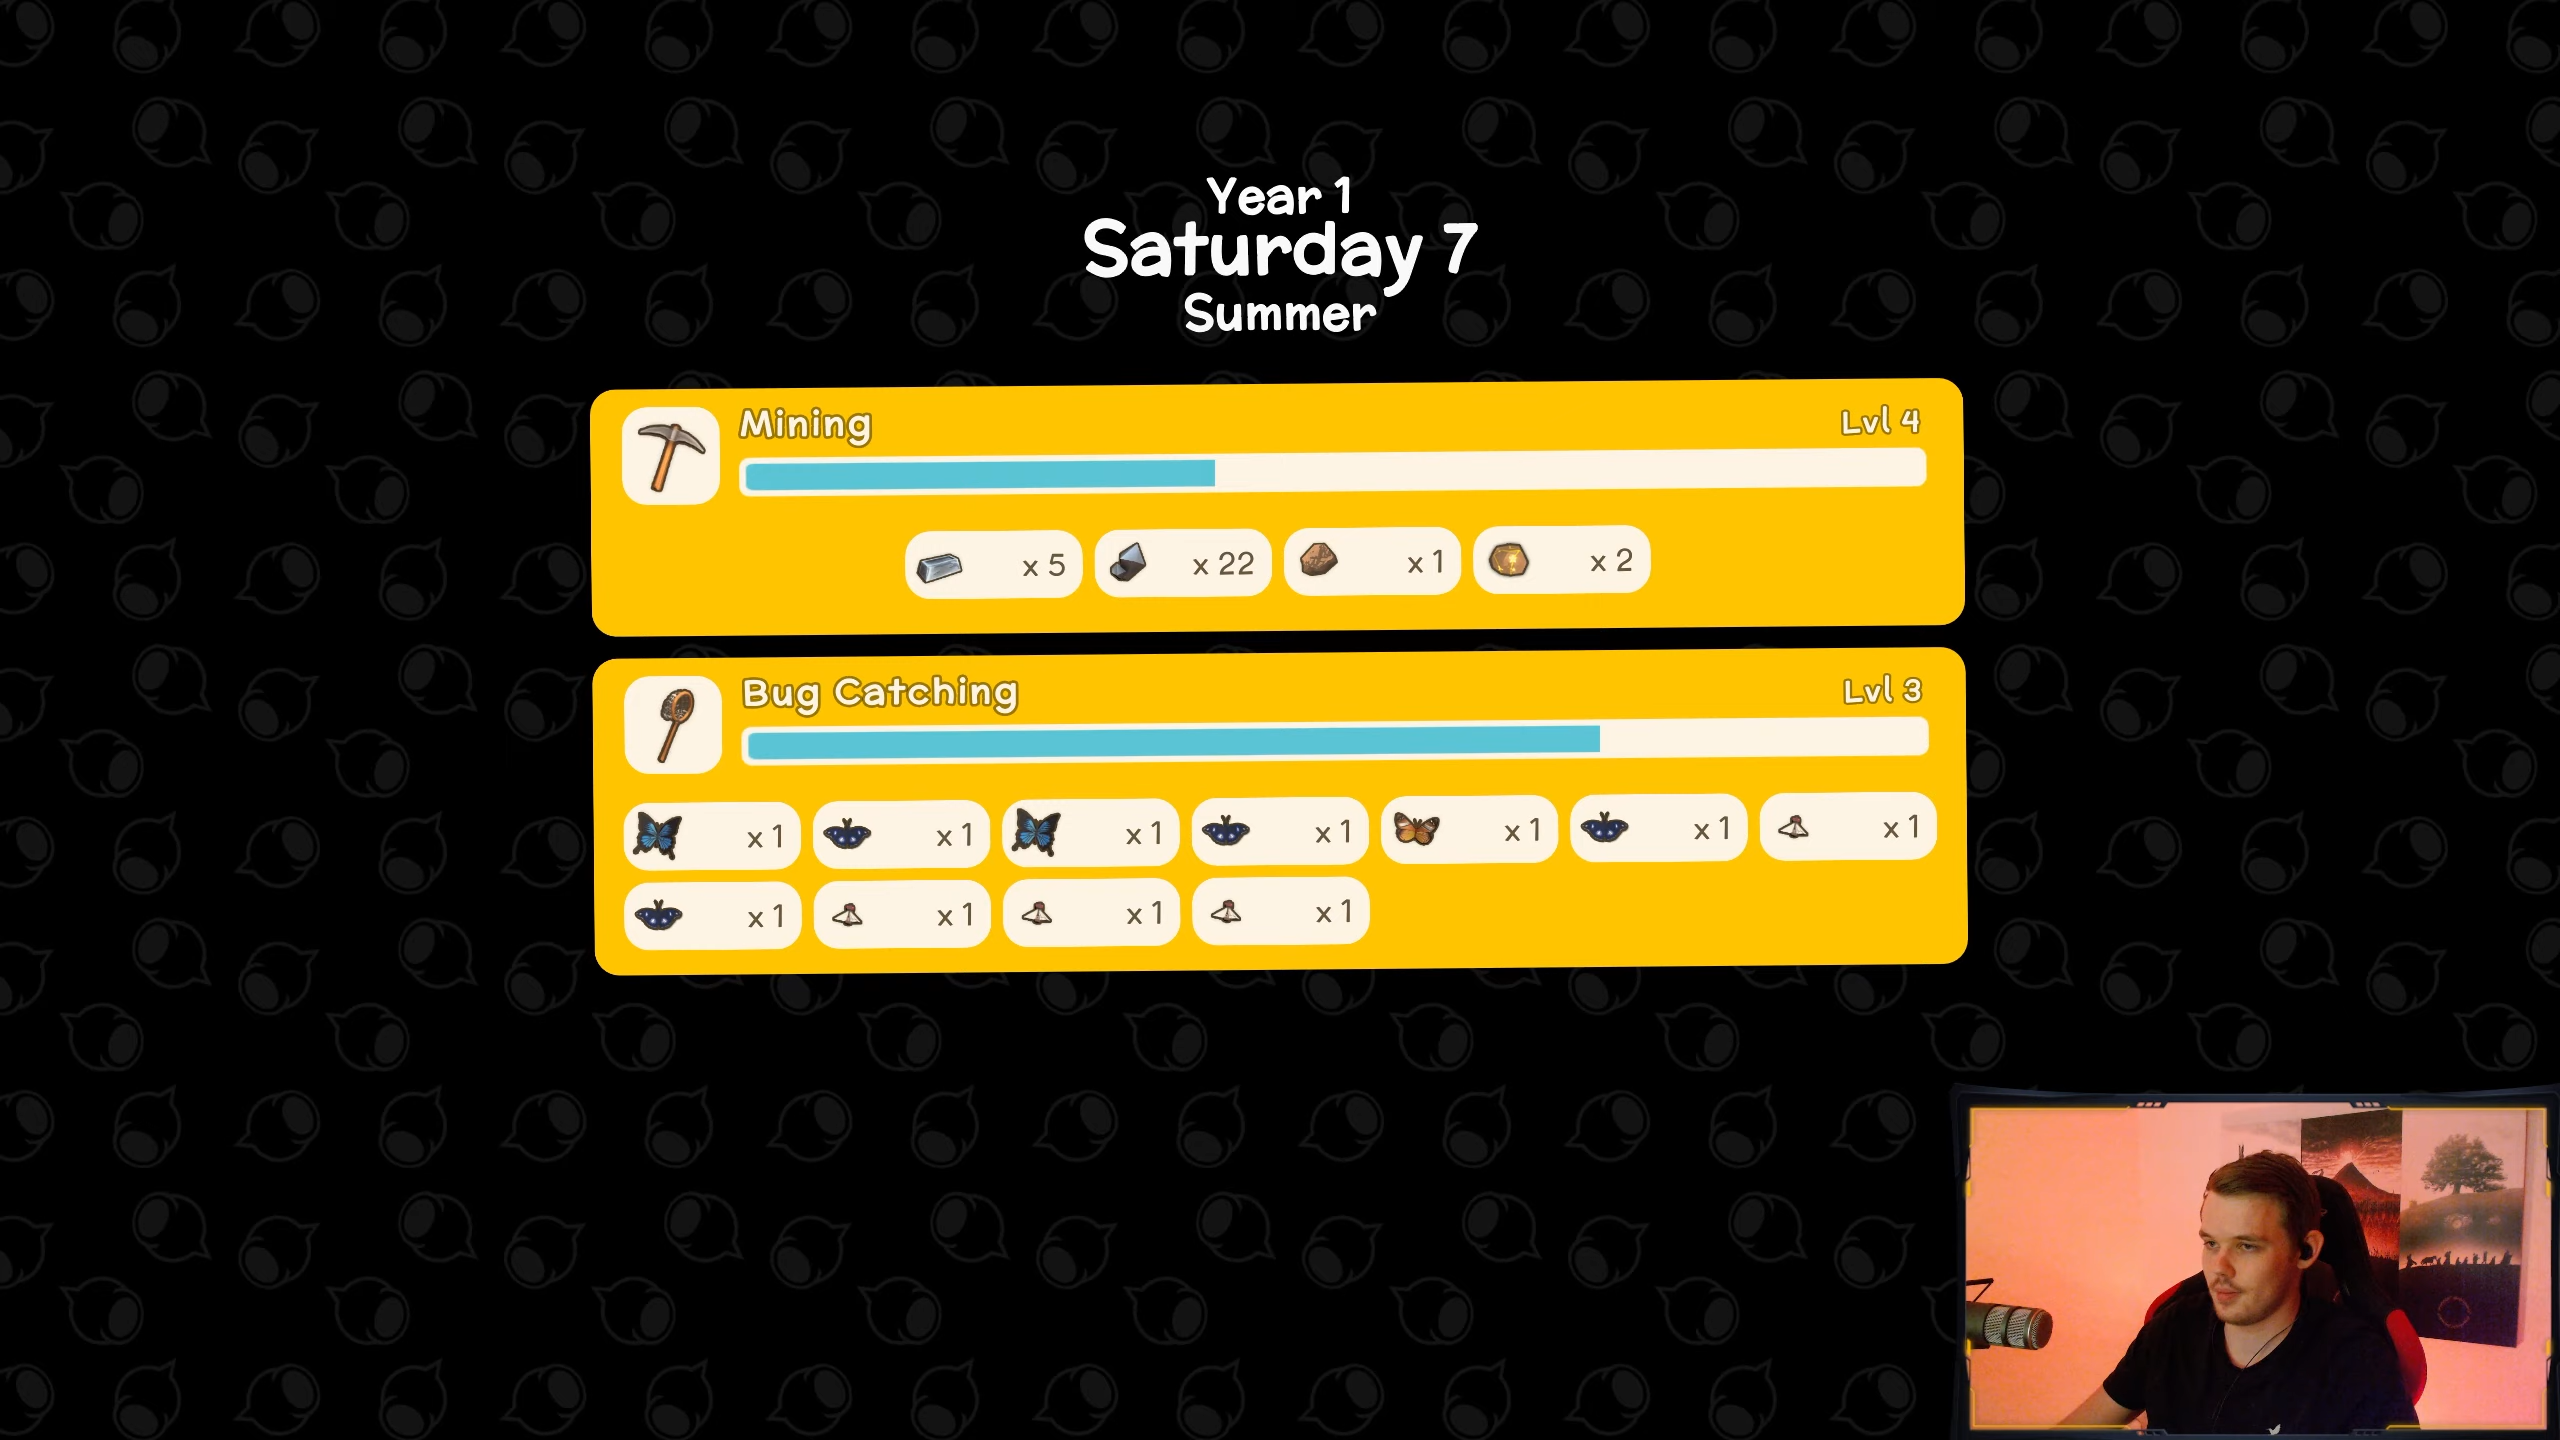 Year 1
Saturday 7
Summer
Mining
Lvl 4
x 5
x 22
x 1
x 2
Bug Catching
Lvl 3
x 1
x 1
x 1
x 1
x 1
x 1
x 1
x 1
x 1
x 1
x 1